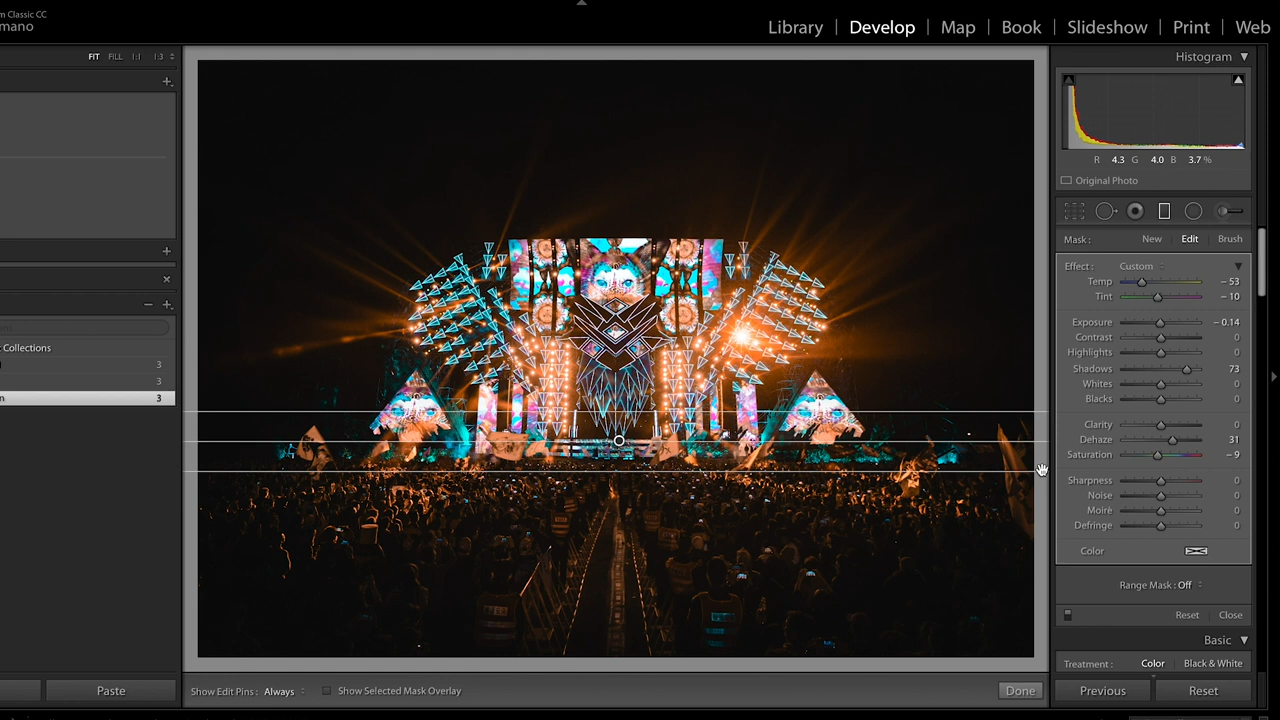 m Classic CC
mano
Library | Develop | Map | Book | Slideshow | Print | Web
FIT FILL 1:1 1:3
Histogram
R 4.3 G 4.0 B 3.7 %
Original Photo
Mask : New Edit Brush
Effect : Custom
Temp – 53
Tint – 10
Exposure – 0.14
Contrast 0
Highlights 0
Shadows 73
Whites 0
Blacks 0
Clarity 0
Dehaze 31
Saturation – 9
Sharpness 0
Noise 0
Moiré 0
Defringe 0
Color
Range Mask : Off
Reset Close
Basic
Treatment : Color Black & White
Previous Reset
Collections
3
3
n 3
Paste
Show Edit Pins : Always Show Selected Mask Overlay Done